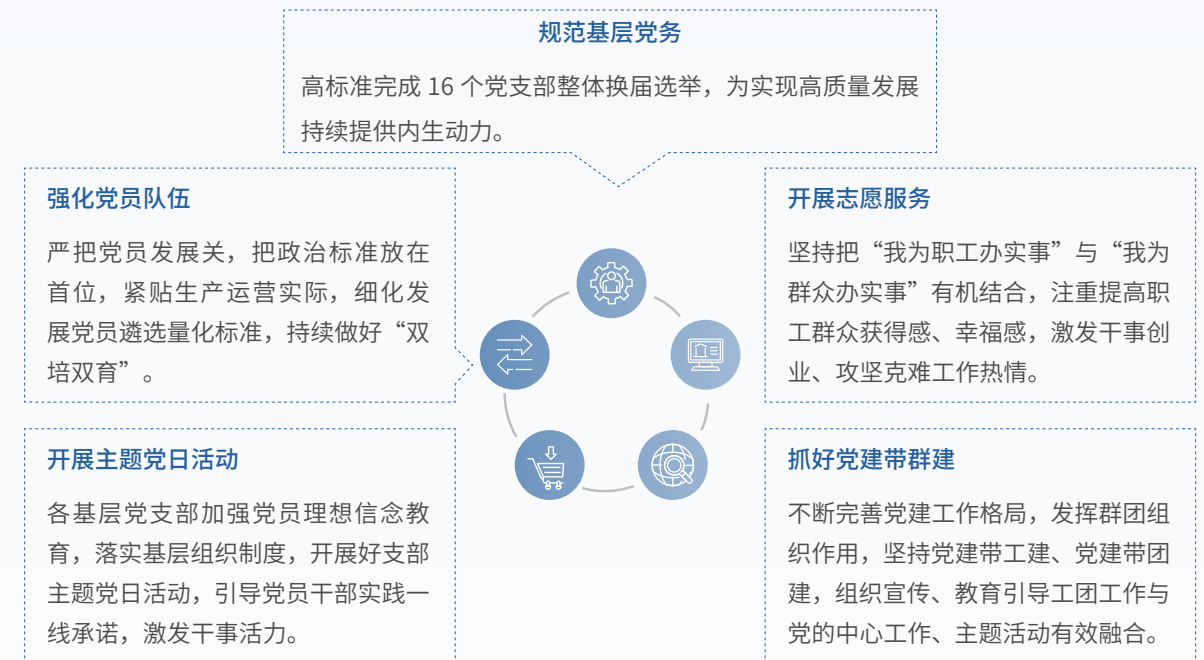 规范基层党务
高标准完成 16 个党支部整体换届选举，为实现高质量发展
持续提供内生动力。
强化党员队伍
严把党员发展关，把政治标准放在
首位，紧贴生产运营实际，细化发
展党员遴选量化标准，持续做好“双
培双育”。
开展志愿服务
坚持把“我为职工办实事”与“我为
群众办实事”有机结合，注重提高职
工群众获得感、幸福感，激发干事创
业、攻坚克难工作热情。
开展主题党日活动
各基层党支部加强党员理想信念教
育，落实基层组织制度，开展好支部
主题党日活动，引导党员干部实践一
线承诺，激发干事活力。
抓好党建带群建
不断完善党建工作格局，发挥群团组
织作用，坚持党建带工建、党建带团
建，组织宣传、教育引导工团工作与
党的中心工作、主题活动有效融合。